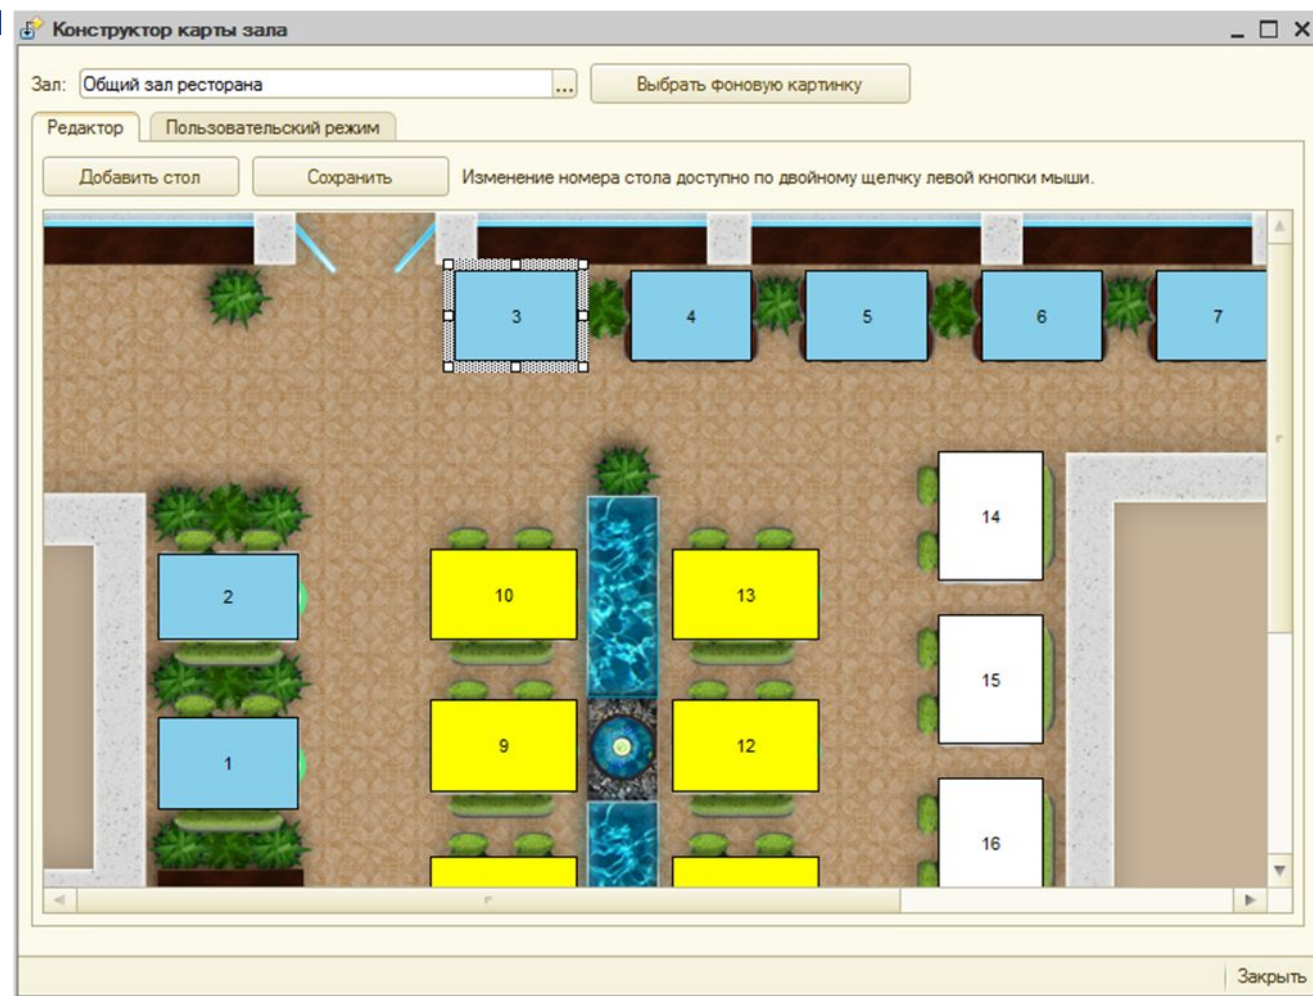 Конструктор карты зала
Зал: Общий зал ресторана ... Выбрать фоновую картинку
Редактор Пользовательский режим
Добавить стол Сохранить Изменение номера стола доступно по двойному щелчку левой кнопки мыши.
3 4 5 6 7
14
2 10 13
15
1 9 12
16
Закрыть